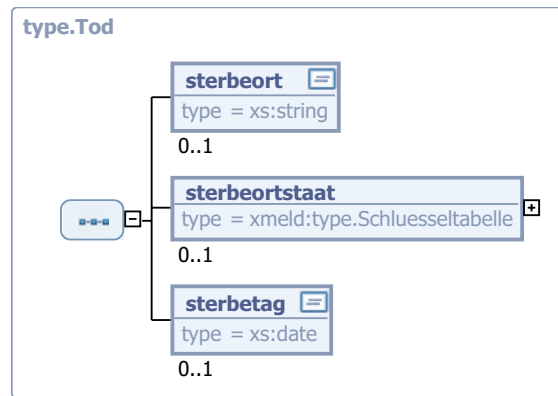 type.Tod
sterbeort
type = xs:string
0..1
sterbeortstaat
type = xmeld:type.Schluesseltabelle
0..1
sterbetag
type = xs:date
0..1